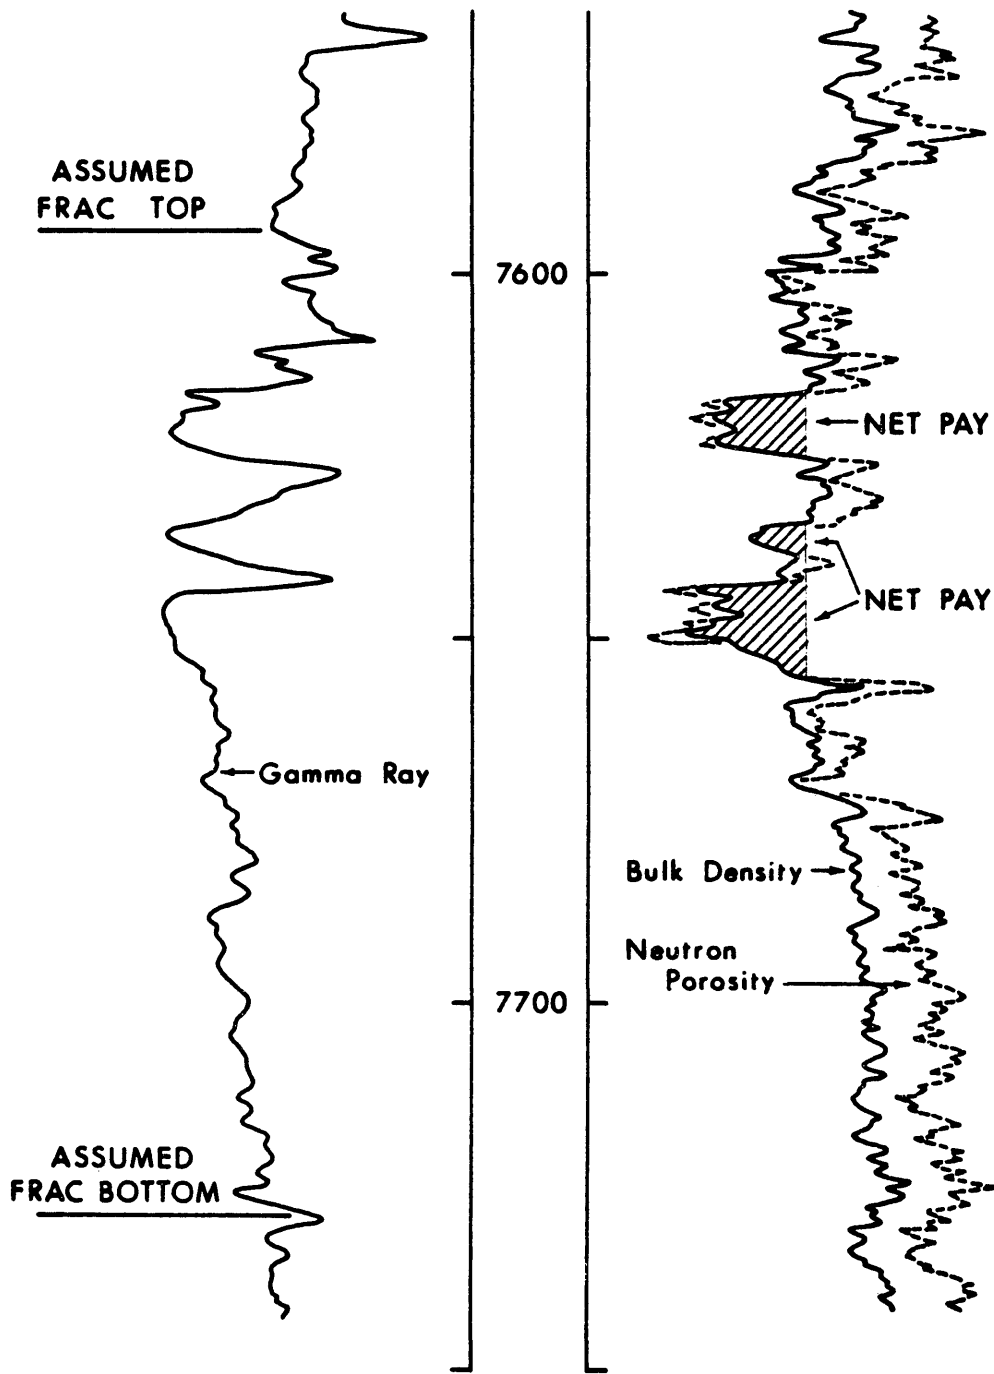 ASSUMED
FRAC TOP
7600
NET PAY
NET PAY
Gamma Ray
Bulk Density
Neutron
Porosity
7700
ASSUMED
FRAC BOTTOM